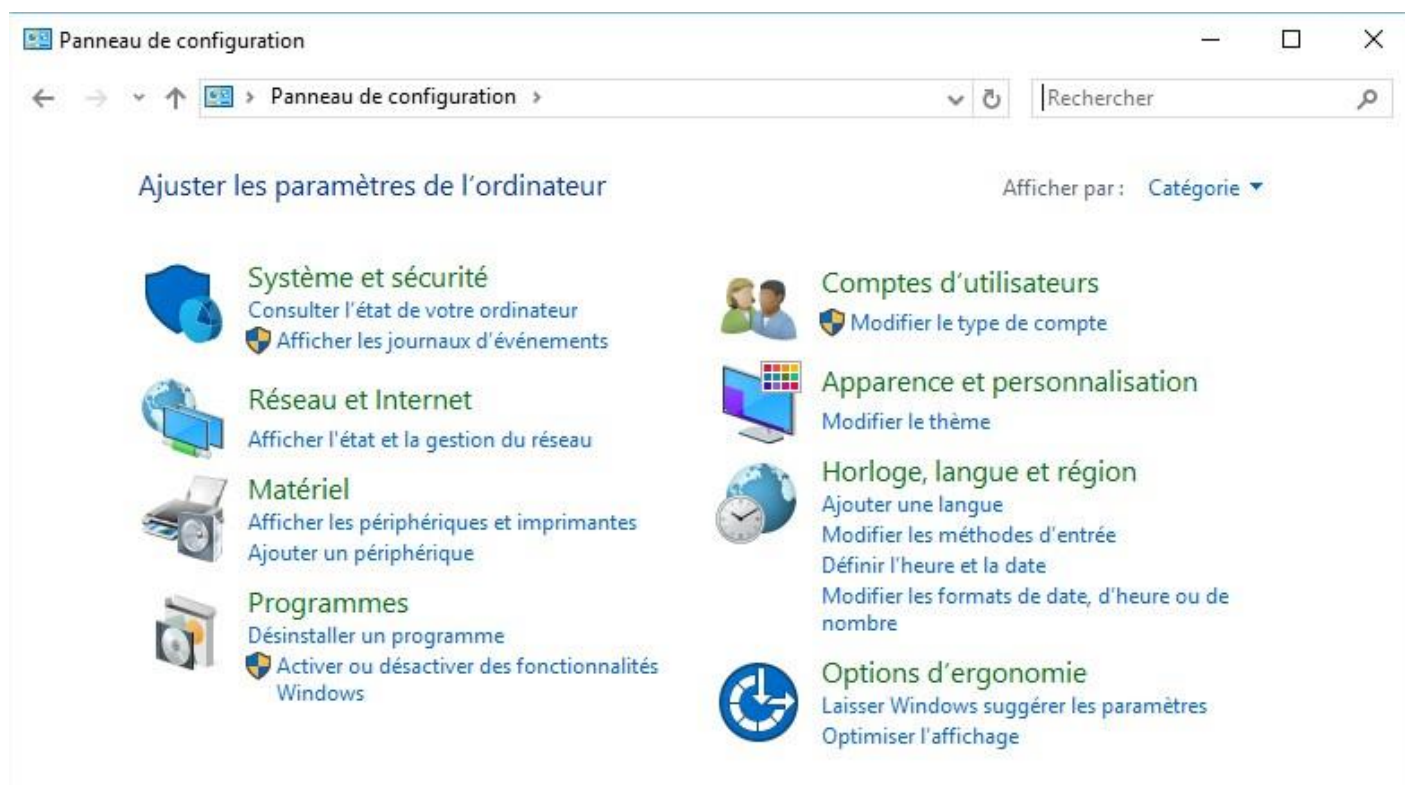 Panneau de configuration
Panneau de configuration
Rechercher
Ajuster les paramètres de l’ordinateur
Afficher par :
Catégorie
Système et sécurité
Consulter l’état de votre ordinateur
Afficher les journaux d’événements
Réseau et Internet
Afficher l'état et la gestion du réseau
Matériel
Afficher les périphériques et imprimantes
Ajouter un périphérique
Programmes
Désinstaller un programme
Activer ou désactiver des fonctionnalités
Windows
Comptes d’utilisateurs
Modifier le type de compte
Apparence et personnalisation
Modifier le thème
Horloge, langue et région
Ajouter une langue
Modifier les méthodes d’entrée
Définir l’heure et la date
Modifier les formats de date, d’heure ou de
nombre
Options d’ergonomie
Laisser Windows suggérer les paramètres
Optimiser l’affichage